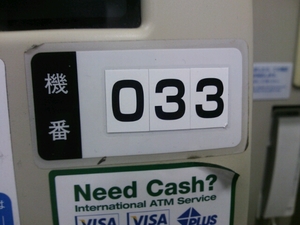 機番
033
Need Cash?
International ATM Service
VISA VISA PLUS